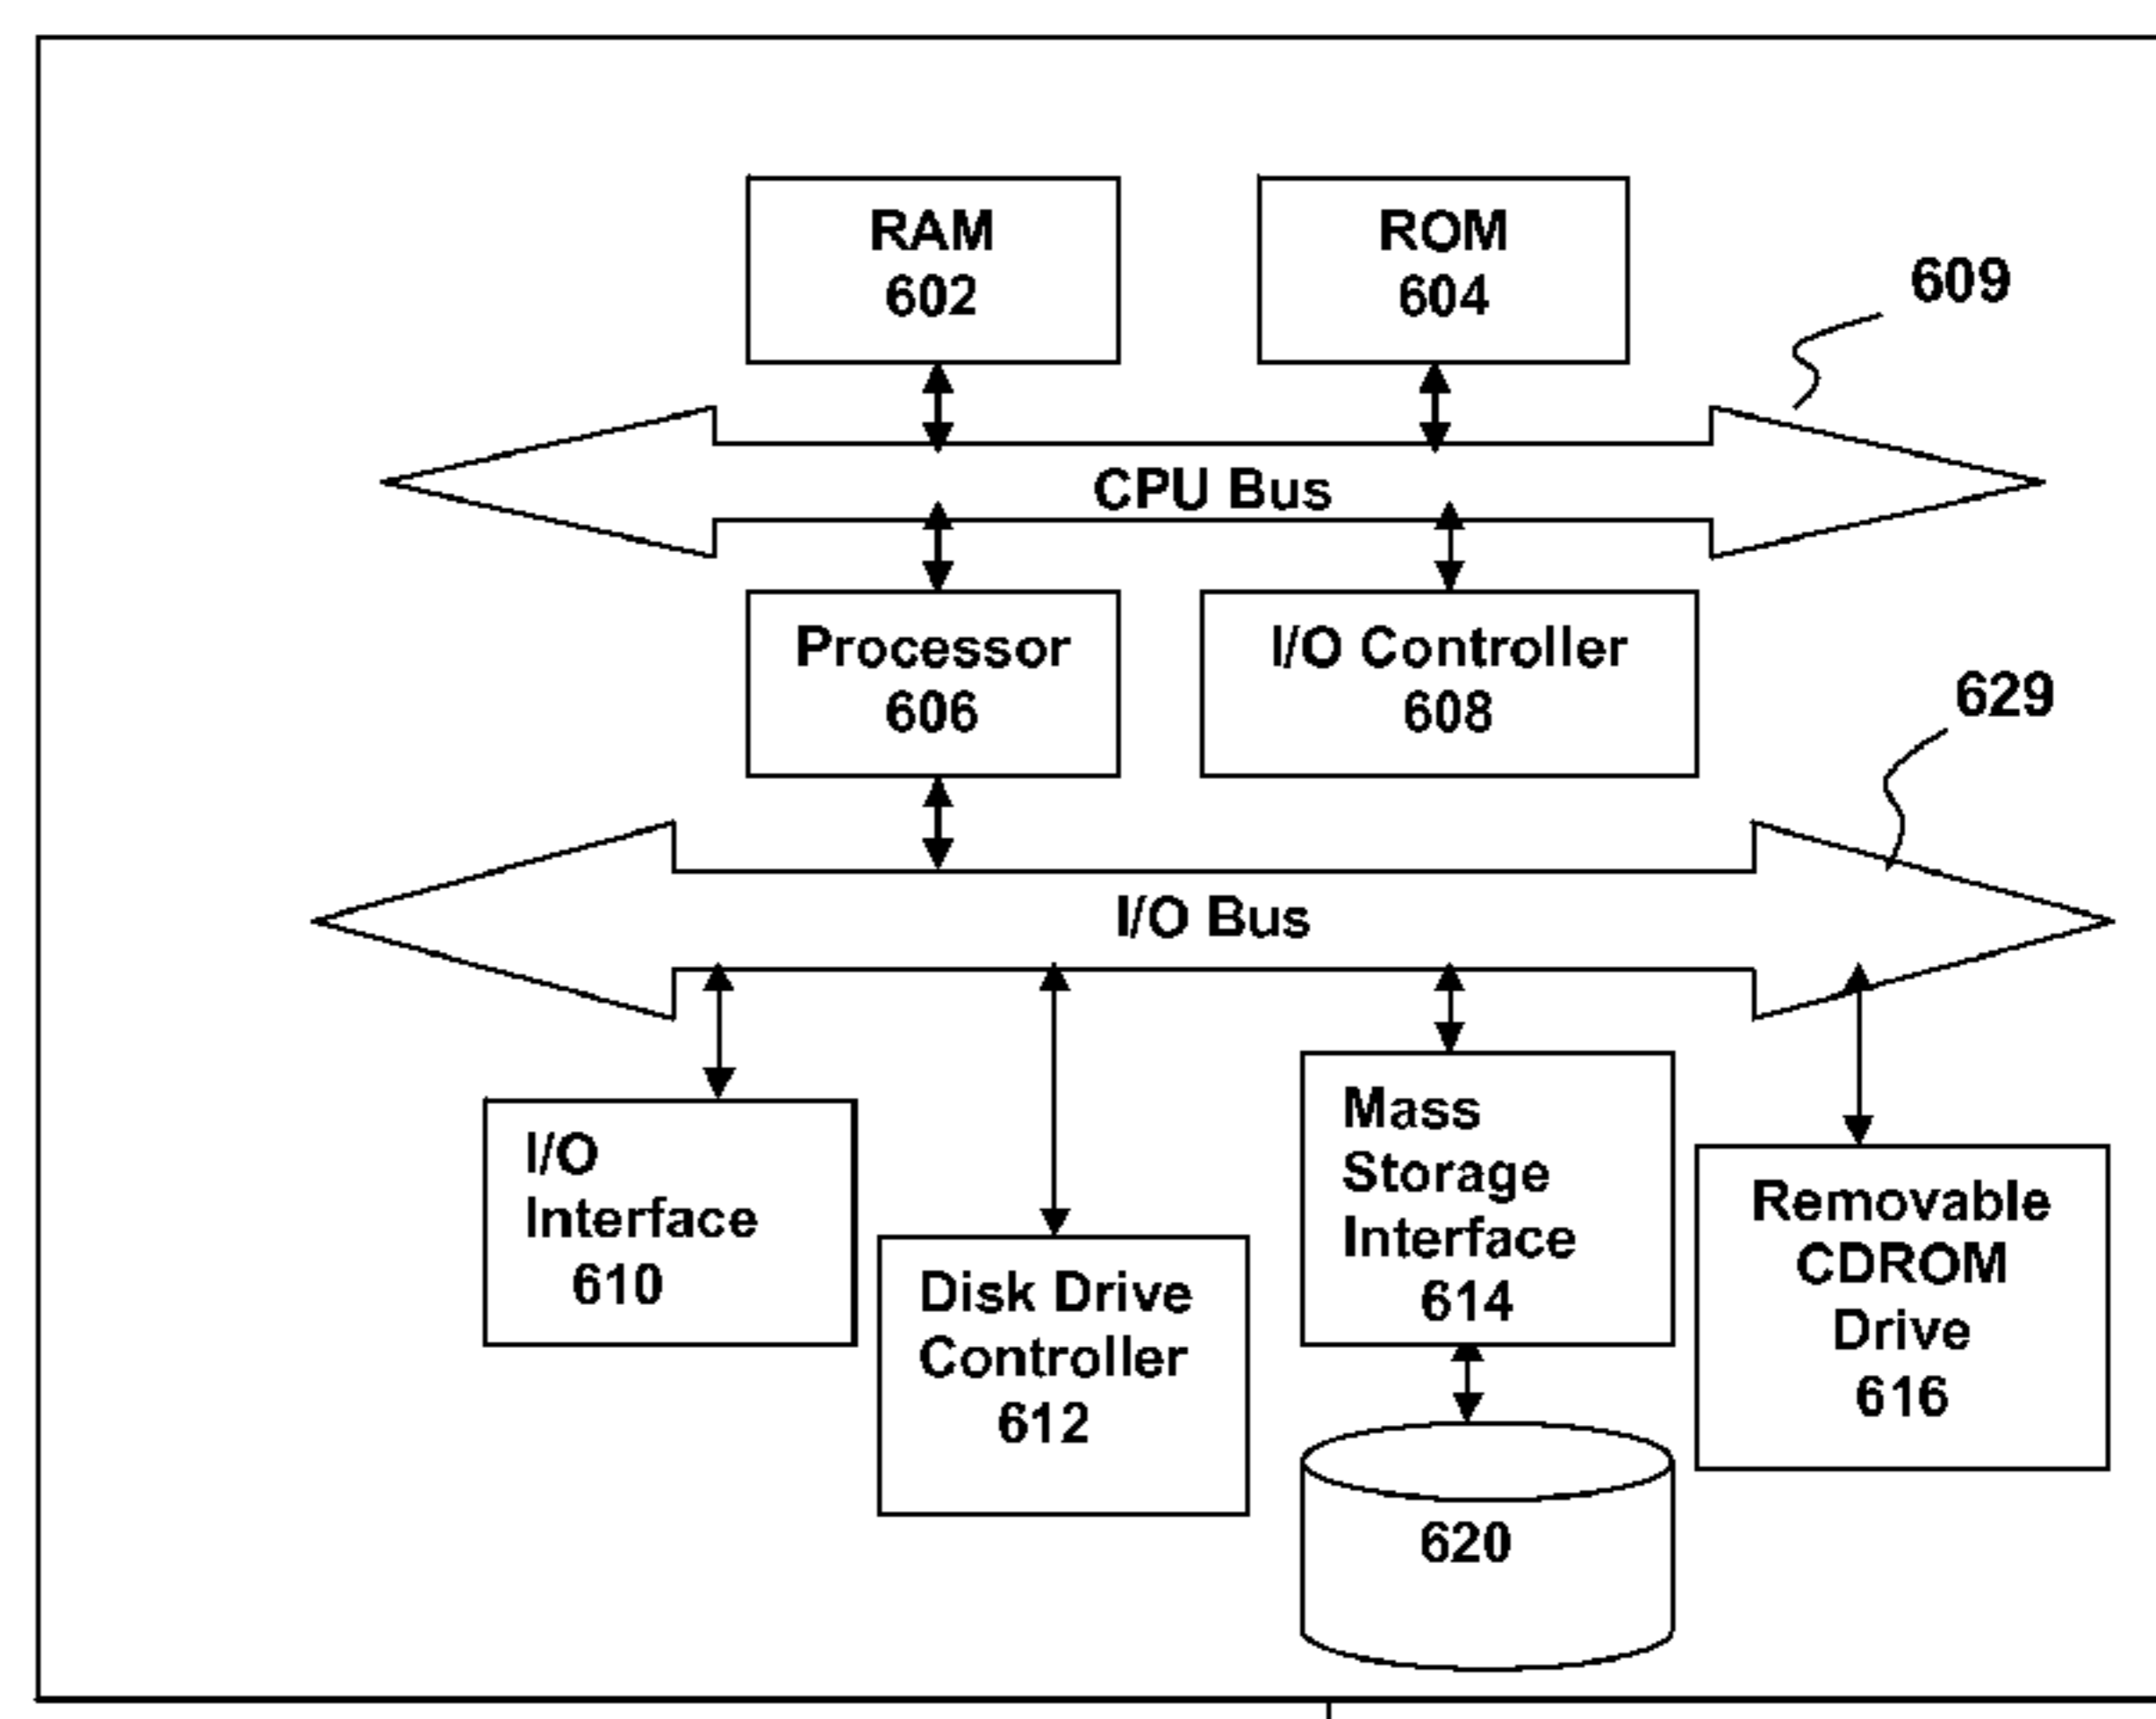 RAM
602
ROM
604
609
CPU Bus
Processor
606
I/O Controller
608
629
I/O Bus
I/O
Interface
610
Disk Drive
Controller
612
Mass
Storage
Interface
614
Removable
CDROM
Drive
616
620